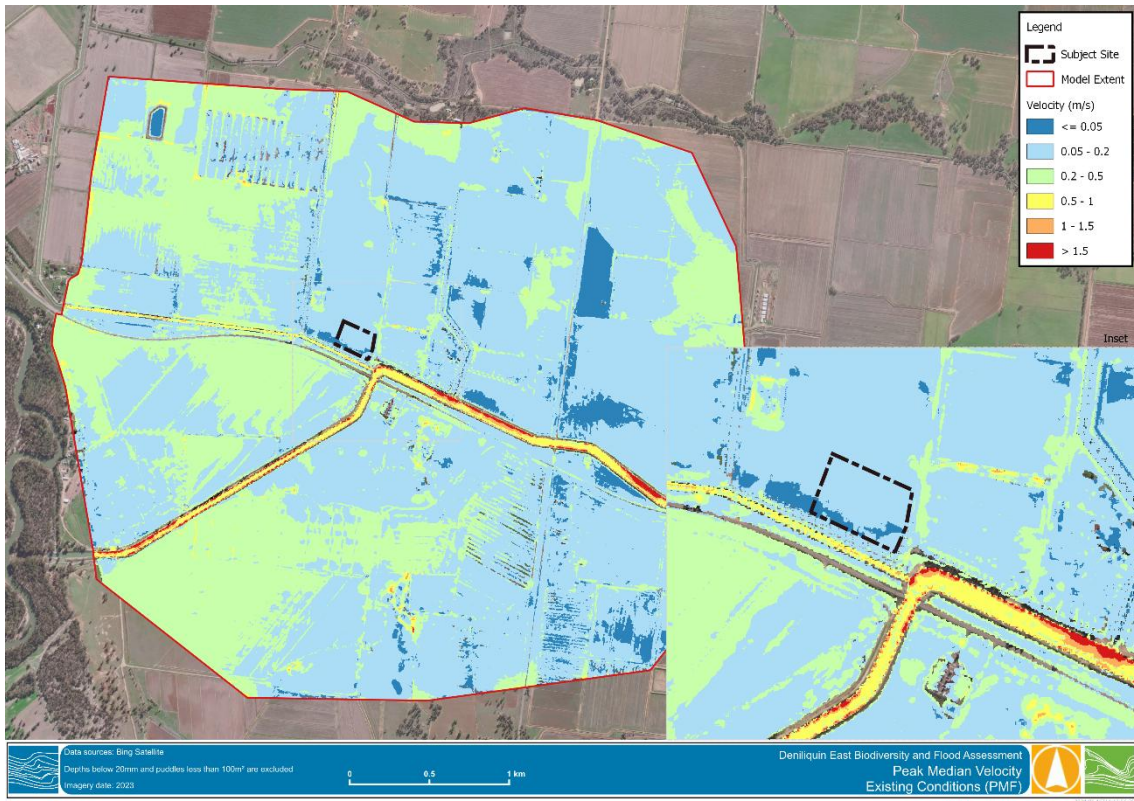 Legend
Subject Site
Model Extent
Velocity (m/s)
<= 0.05
0.05 - 0.2
0.2 - 0.5
0.5 - 1
1 - 1.5
> 1.5
Inset
Data sources: Bing Satellite
Depths below 20mm and puddles less than 100m² are excluded
Imagery date: 2023
0 0.5 1 km
Deniliquin East Biodiversity and Flood Assessment
Peak Median Velocity
Existing Conditions (PMF)